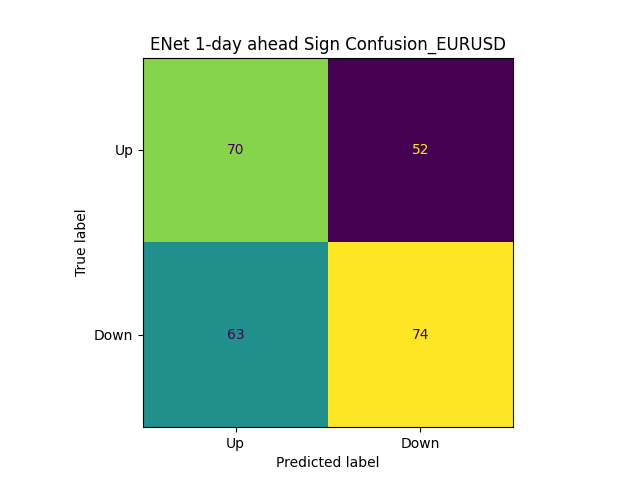 ENet 1-day ahead Sign Confusion_EURUSD
True label
Up
70
52
Down
63
74
Up
Down
Predicted label